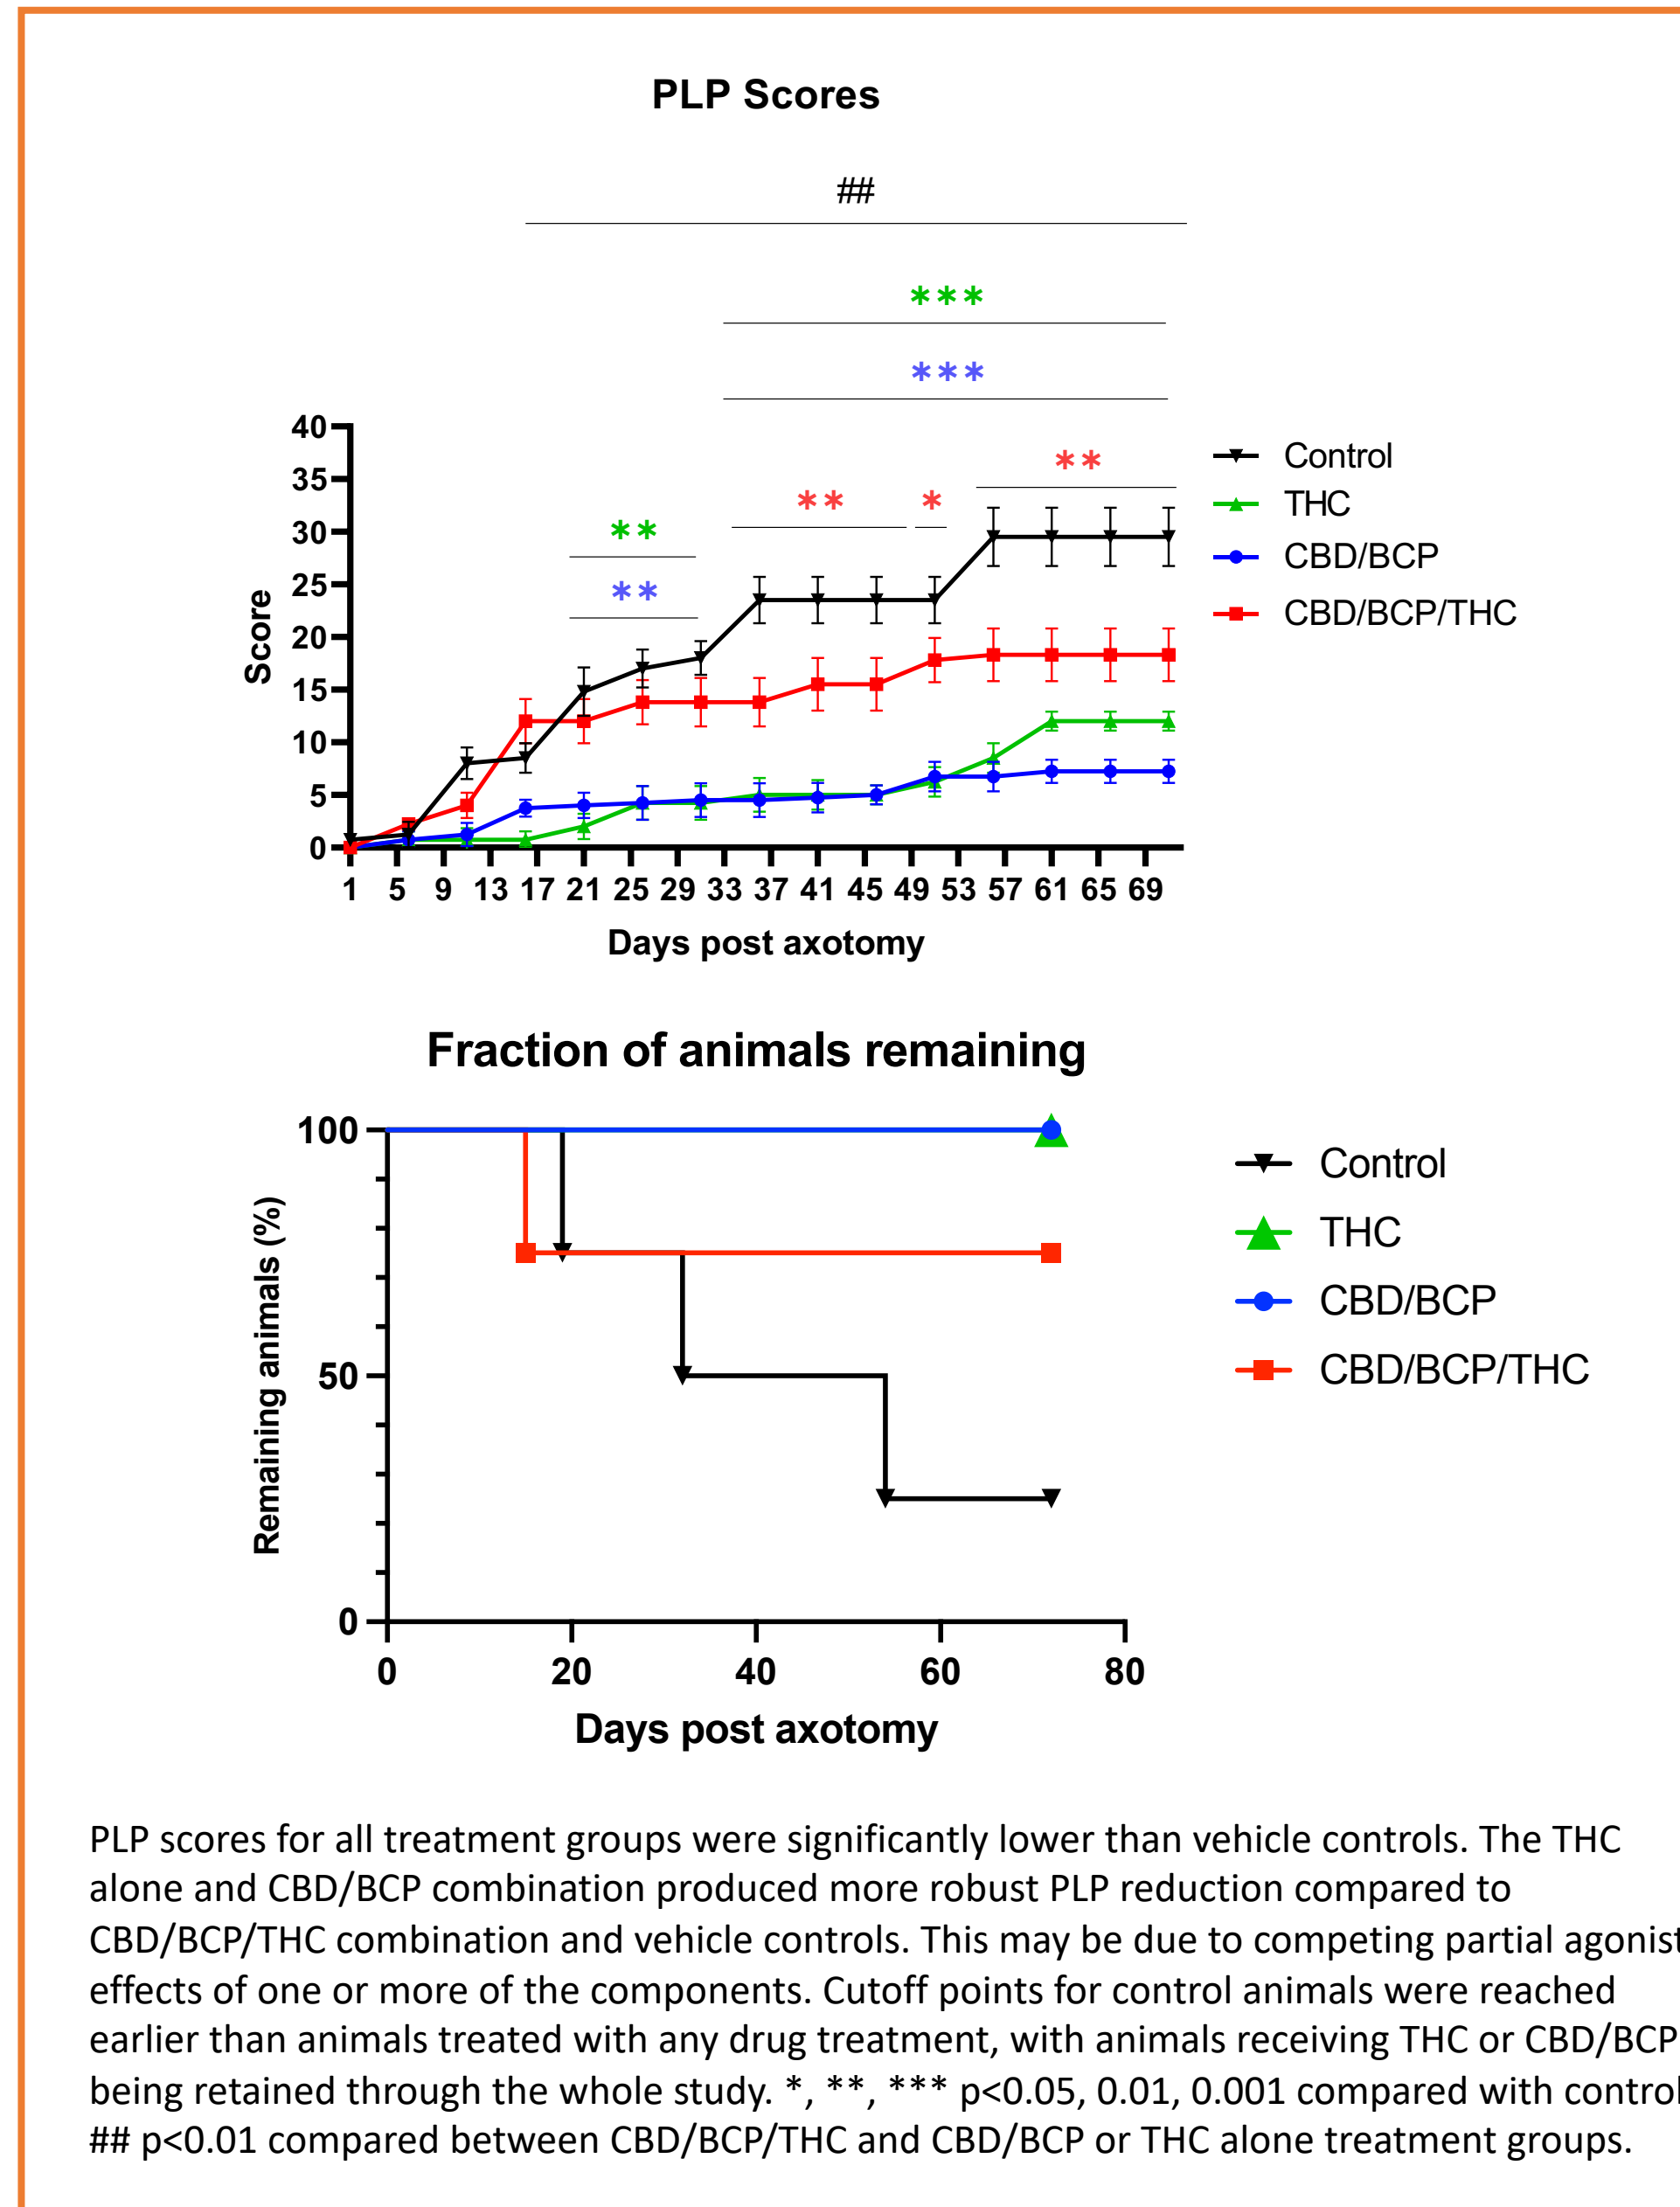 PLP Scores
##
***
***
**
** *
**
**
40
35
30
25
20
15
10
5
0
Score
1 5 9 13 17 21 25 29 33 37 41 45 49 53 57 61 65 69
Days post axotomy
Control
THC
CBD/BCP
CBD/BCP/THC
Fraction of animals remaining
100
50
0
Remaining animals (%)
0 20 40 60 80
Days post axotomy
Control
THC
CBD/BCP
CBD/BCP/THC
PLP scores for all treatment groups were significantly lower than vehicle controls. The THC
alone and CBD/BCP combination produced more robust PLP reduction compared to
CBD/BCP/THC combination and vehicle controls. This may be due to competing partial agonist
effects of one or more of the components. Cutoff points for control animals were reached
earlier than animals treated with any drug treatment, with animals receiving THC or CBD/BCP
being retained through the whole study. *, **, *** p<0.05, 0.01, 0.001 compared with control
## p<0.01 compared between CBD/BCP/THC and CBD/BCP or THC alone treatment groups.